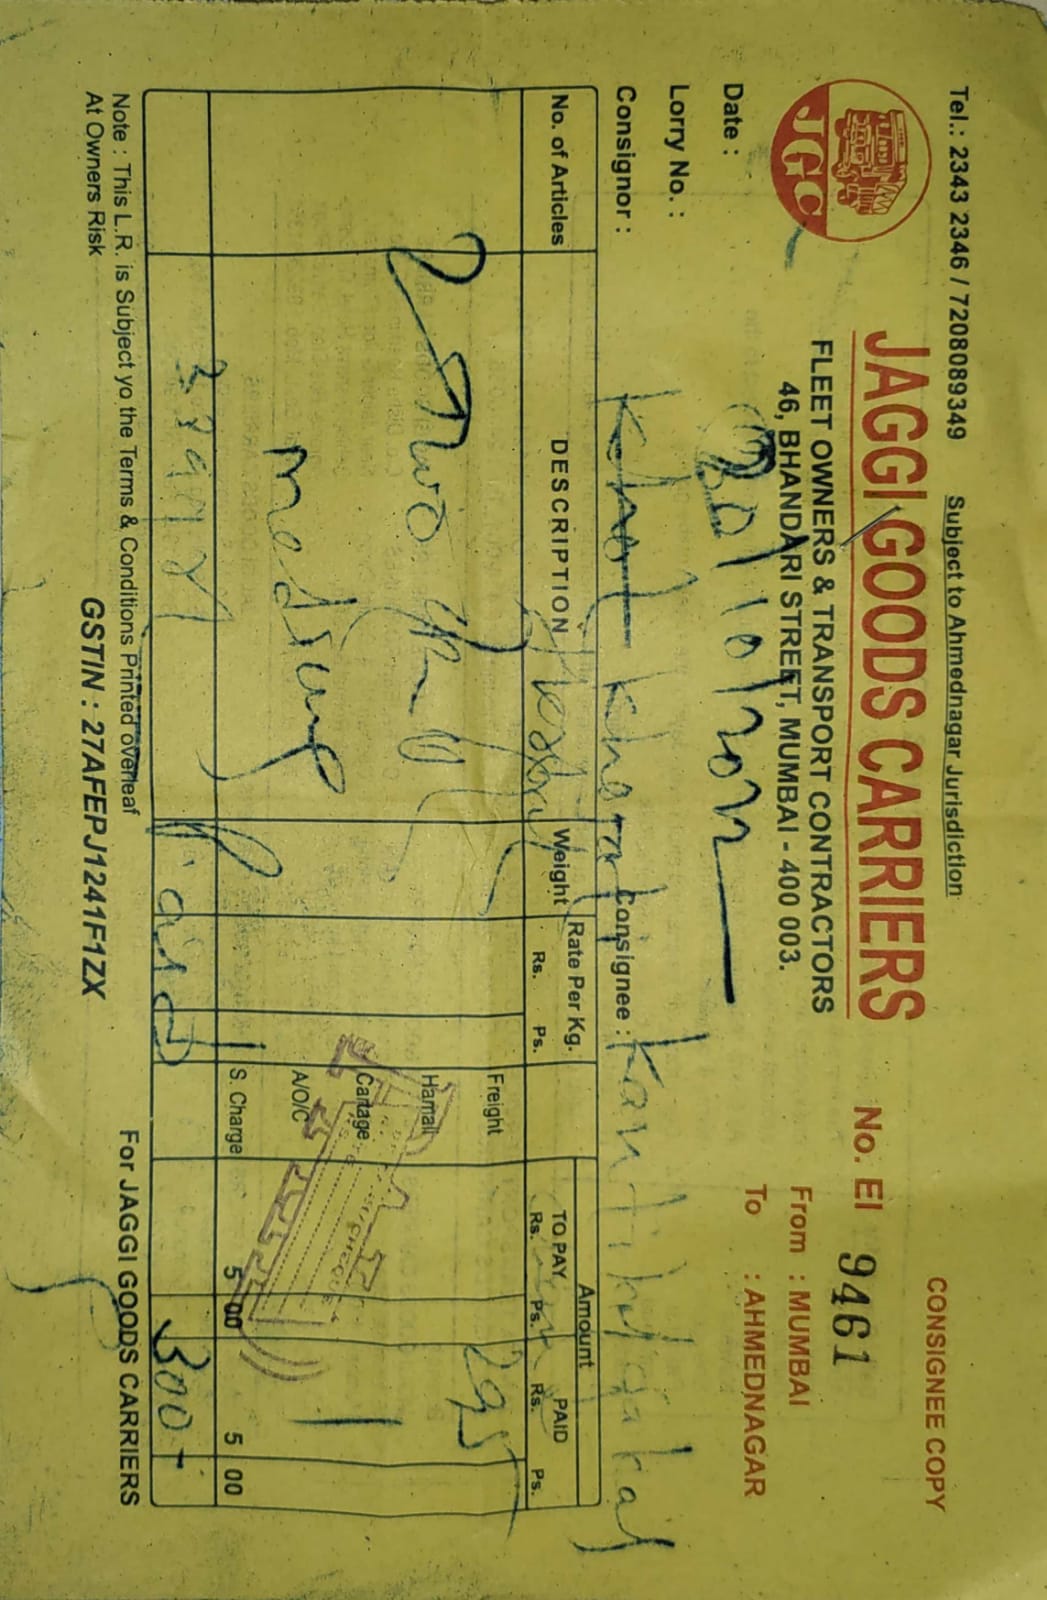 Tel.: 2343 2346 / 7208089349 Subject to Ahmednagar Jurisdiction
CONSIGNEE COPY
JGC
JAGGI GOODS CARRIERS
FLEET OWNERS & TRANSPORT CONTRACTORS
46, BHANDARI STREET, MUMBAI - 400 003.
No. EI 9461
From : MUMBAI
To : AHMEDNAGAR
Date :
Lorry No. :
Consignor :
Consignee :
No. of Articles DESCRIPTION Weight Rate Per Kg. Rs. Ps. Amount TO PAY Rs. Ps. PAID Rs. Ps.
Freight 295
Two
Hamali
Cartage
A/O/C
S. Charge 5 00 5 00
Paid 300-
Note : This L.R. is Subject yo the Terms & Conditions Printed overleaf
At Owners Risk
GSTIN : 27AFEPJ1241F1ZX
For JAGGI GOODS CARRIERS